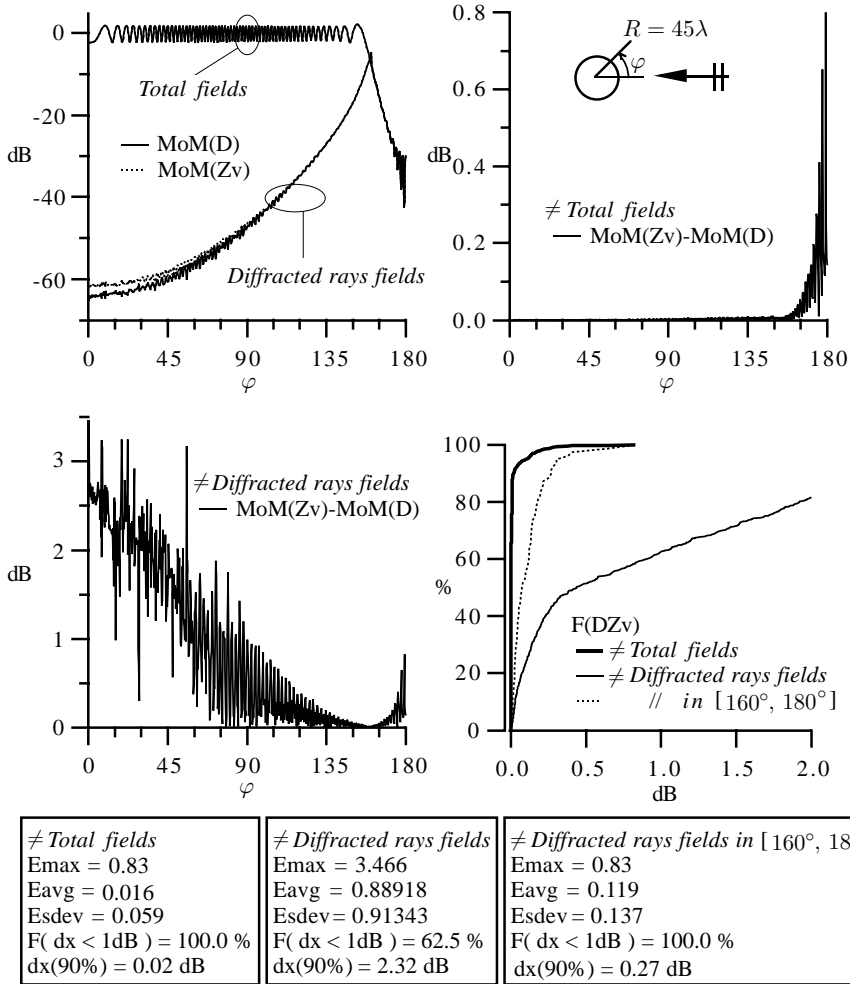 0
-20
dB
-40
-60
Total fields
MoM(D)
MoM(Zv)
Diffracted rays fields
0 45 90 135 180
φ
0.8
0.6
dB
0.4
0.2
0.0
R = 45λ
φ
≠ Total fields
MoM(Zv)-MoM(D)
0 45 90 135 180
φ
3
2
dB
1
0
≠ Diffracted rays fields
MoM(Zv)-MoM(D)
0 45 90 135 180
φ
100
80
60
%
40
20
0
F(DZv)
≠ Total fields
≠ Diffracted rays fields
〃 in [160°, 180°]
0.0 0.5 1.0 1.5 2.0
dB
≠ Total fields
Emax = 0.83
Eavg = 0.016
Esdev = 0.059
F( dx < 1dB ) = 100.0 %
dx(90%) = 0.02 dB
≠ Diffracted rays fields
Emax = 3.466
Eavg = 0.88918
Esdev= 0.91343
F( dx < 1dB ) = 62.5 %
dx(90%) = 2.32 dB
≠ Diffracted rays fields in [160°, 18
Emax = 0.83
Eavg = 0.119
Esdev = 0.137
F( dx < 1dB ) = 100.0 %
dx(90%) = 0.27 dB